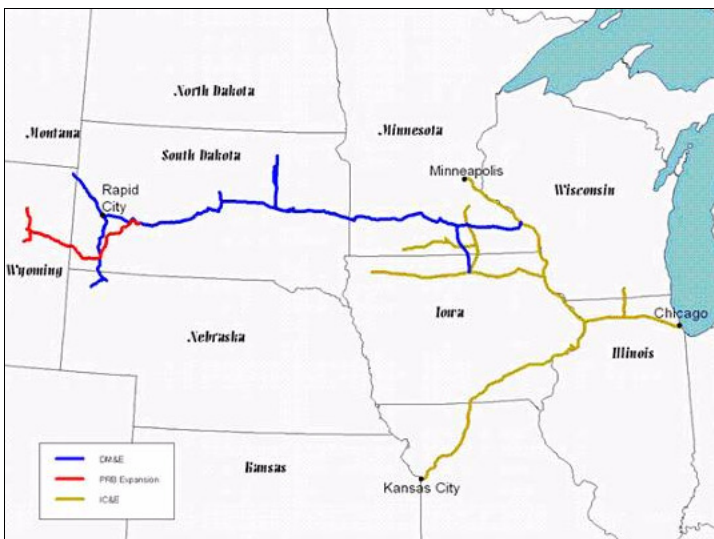 North Dakota
Montana
Minnesota
South Dakota
Minneapolis
Rapid
City
Wisconsin
Wyoming
Iowa
Chicago
Nebraska
Illinois
DM&E
PRB Expansion
IC&E
Kansas
Kansas City